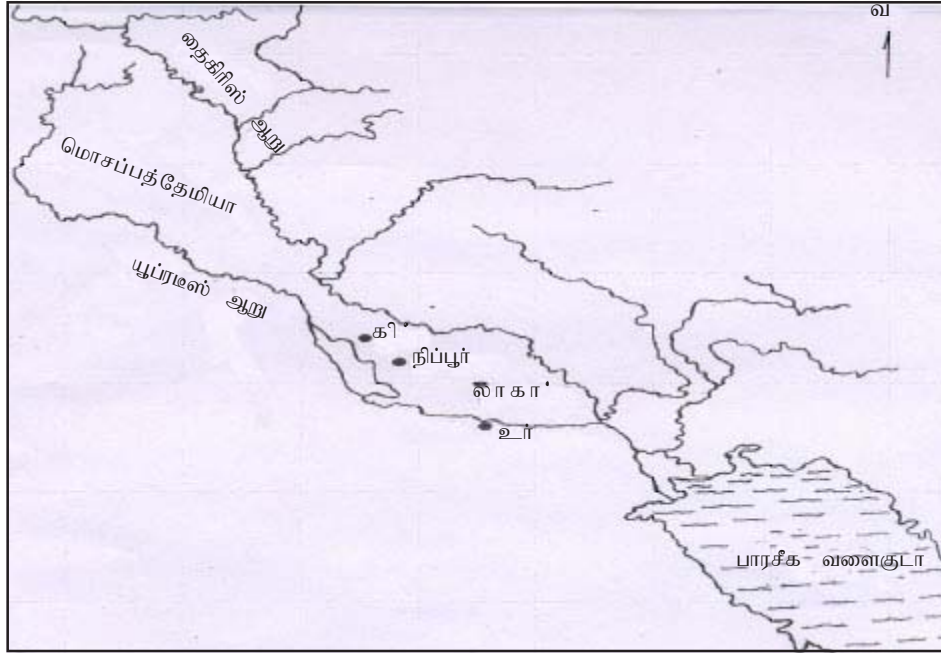 வ
தைகிரிஸ் ஆறு
மொசப்பத்தேமியா
யூப்ரடீஸ் ஆறு
கி'
நிப்பூர்
லாகா'
உர்
பாரசீக வளைகுடா